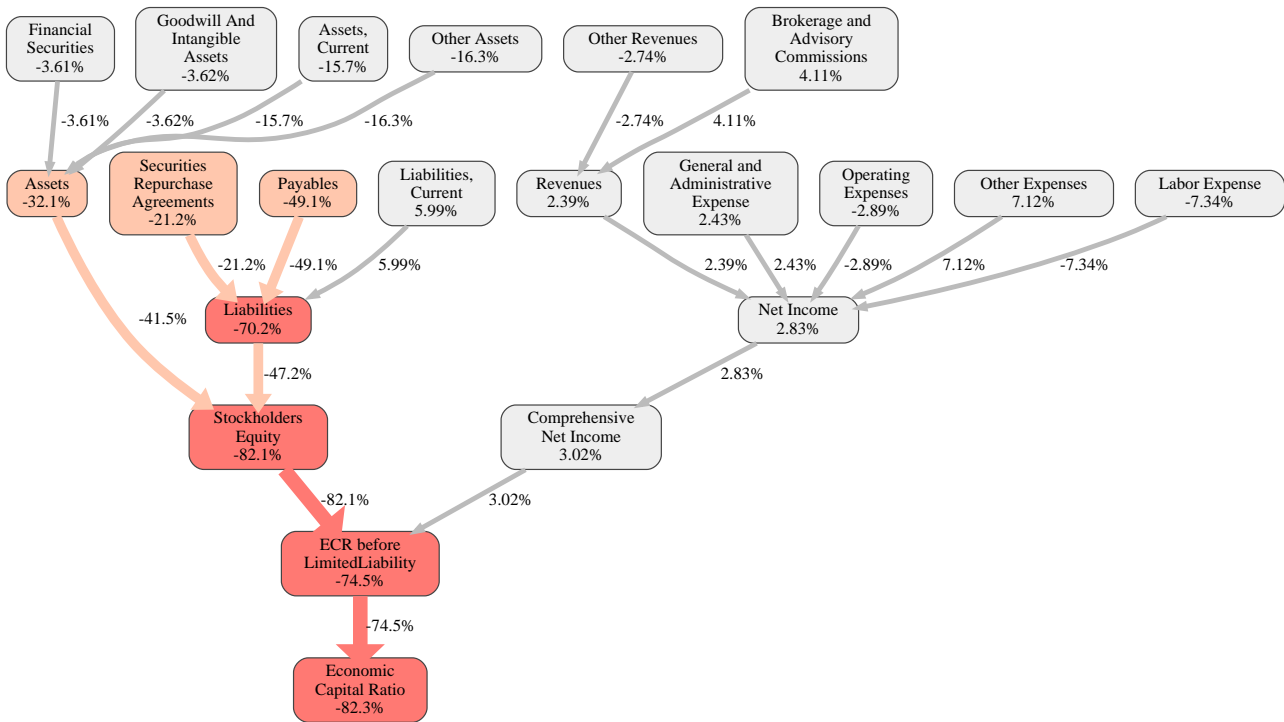 Financial
Securities
-3.61%
Goodwill And
Intangible
Assets
-3.62%
Assets,
Current
-15.7%
Other Assets
-16.3%
Other Revenues
-2.74%
Brokerage and
Advisory
Commissions
4.11%
-3.61%
-3.62%
-15.7%
-16.3%
-2.74%
4.11%
Assets
-32.1%
Securities
Repurchase
Agreements
-21.2%
Payables
-49.1%
Liabilities,
Current
5.99%
Revenues
2.39%
General and
Administrative
Expense
2.43%
Operating
Expenses
-2.89%
Other Expenses
7.12%
Labor Expense
-7.34%
-21.2%
-49.1%
5.99%
2.39%
2.43%
-2.89%
7.12%
-7.34%
-41.5%
Liabilities
-70.2%
Net Income
2.83%
-47.2%
2.83%
Stockholders
Equity
-82.1%
Comprehensive
Net Income
3.02%
-82.1%
3.02%
ECR before
LimitedLiability
-74.5%
-74.5%
Economic
Capital Ratio
-82.3%